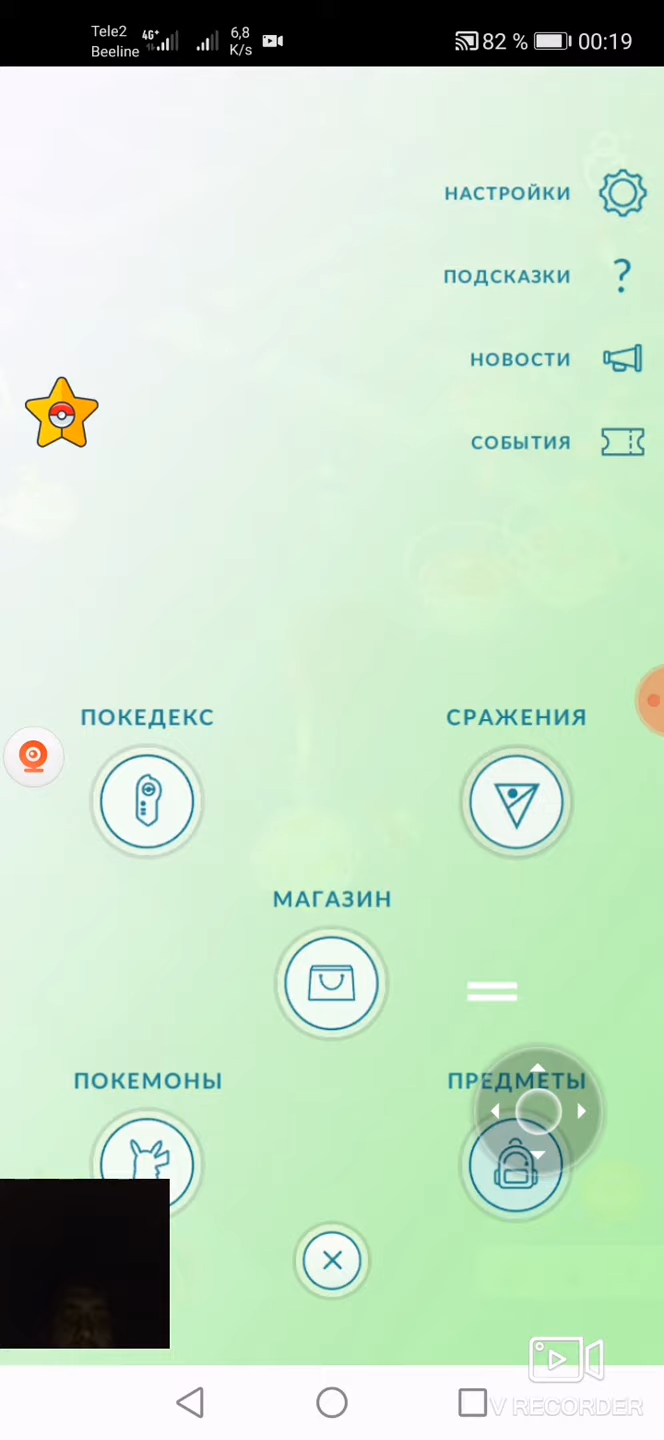 Tele2 4G+ 6,8 82 % 00:19
Beeline K/s
НАСТРОЙКИ
ПОДСКАЗКИ ?
НОВОСТИ
СОБЫТИЯ
ПОКЕДЕКС СРАЖЕНИЯ
МАГАЗИН
ПОКЕМОНЫ ПРЕДМЕТЫ
V RECORDER